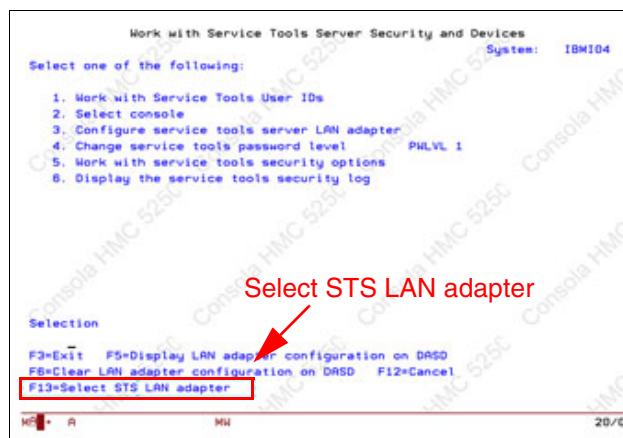 Work with Service Tools Server Security and Devices
System: IBMI04
Select one of the following:
1. Work with Service Tools User IDs
2. Select console
3. Configure service tools server LAN adapter
4. Change service tools password level PWLVL 1
5. Work with service tools security options
6. Display the service tools security log
Select STS LAN adapter
Selection
F3=Exit F5=Display LAN adapter configuration on DASD
F6=Clear LAN adapter configuration on DASD F12=Cancel
F13=Select STS LAN adapter
A MW 20/0
Consola HMC 5250